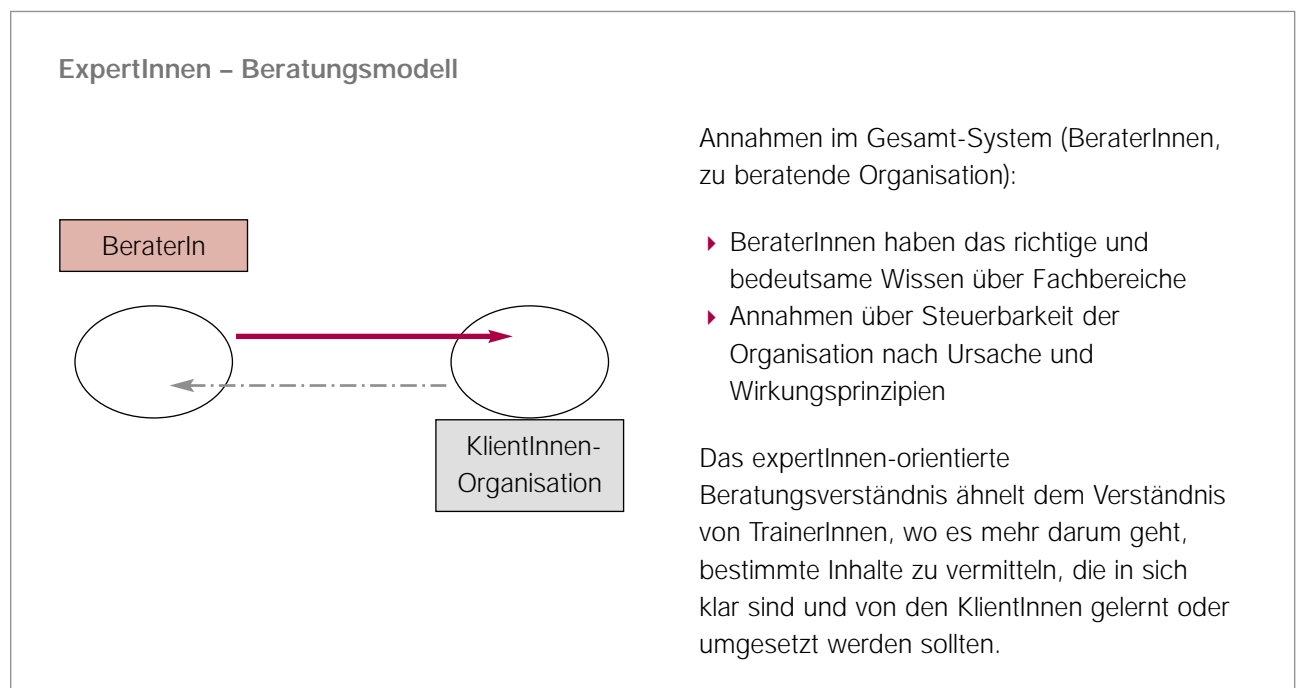 ExpertInnen – Beratungsmodell
BeraterIn
KlientInnen-
Organisation
Annahmen im Gesamt-System (BeraterInnen,
zu beratende Organisation):
BeraterInnen haben das richtige und
bedeutsame Wissen über Fachbereiche
Annahmen über Steuerbarkeit der
Organisation nach Ursache und
Wirkungsprinzipien
Das expertInnen-orientierte
Beratungsverständnis ähnelt dem Verständnis
von TrainerInnen, wo es mehr darum geht,
bestimmte Inhalte zu vermitteln, die in sich
klar sind und von den KlientInnen gelernt oder
umgesetzt werden sollten.